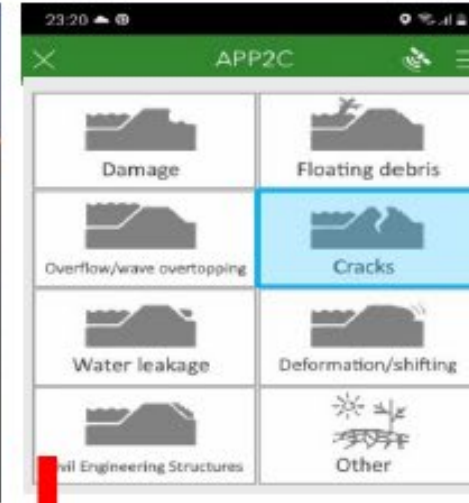 23:20
APP2C
Damage
Floating debris
Overflow/wave overtopping
Cracks
Water leakage
Deformation/shifting
vil Engineering Structures
Other